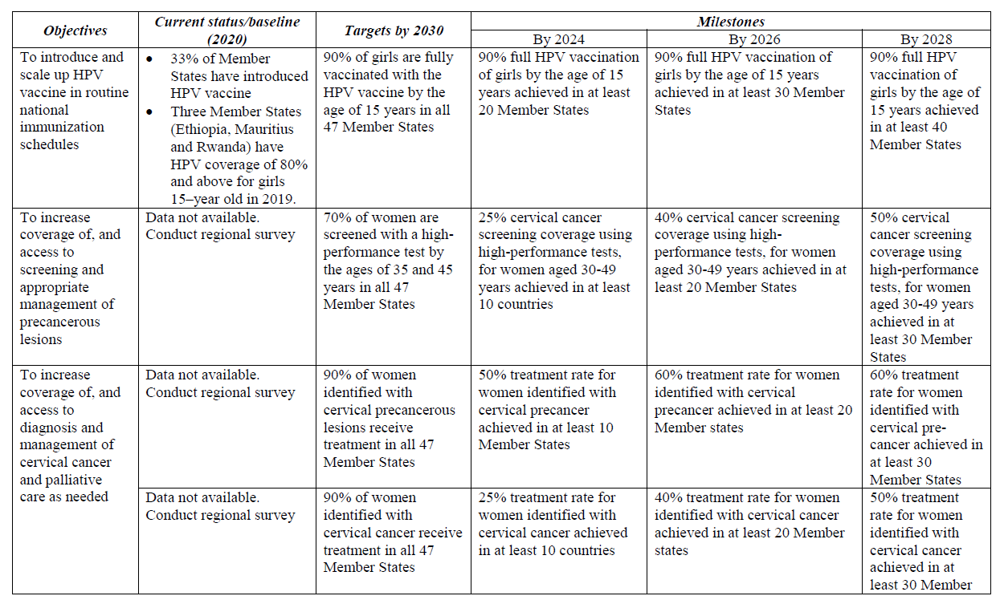 Objectives
Current status/baseline
(2020)
Targets by 2030
Milestones
By 2024
By 2026
By 2028
To introduce and
scale up HPV
vaccine in routine
national
immunization
schedules
• 33% of Member
States have introduced
HPV vaccine
• Three Member States
(Ethiopia, Mauritius
and Rwanda) have
HPV coverage of 80%
and above for girls
15–year old in 2019.
90% of girls are fully
vaccinated with the
HPV vaccine by the
age of 15 years in all
47 Member States
90% full HPV vaccination
of girls by the age of 15
years achieved in at least
20 Member States
90% full HPV vaccination of
girls by the age of 15 years
achieved in at least 30 Member
States
90% full HPV
vaccination of
girls by the age of
15 years achieved
in at least 40
Member States
To increase
coverage of, and
access to
screening and
appropriate
management of
precancerous
lesions
Data not available.
Conduct regional survey
70% of women are
screened with a high-
performance test by
the ages of 35 and 45
years in all 47
Member States
25% cervical cancer
screening coverage using
high-performance tests,
for women aged 30-49
years achieved in at least
10 countries
40% cervical cancer screening
coverage using high-
performance tests, for women
aged 30-49 years achieved in at
least 20 Member States
50% cervical
cancer screening
coverage using
high-performance
tests, for women
aged 30-49 years
achieved in at
least 30 Member
States
To increase
coverage of, and
access to
diagnosis and
management of
cervical cancer
and palliative
care as needed
Data not available.
Conduct regional survey
90% of women
identified with
cervical precancerous
lesions receive
treatment in all 47
Member States
50% treatment rate for
women identified with
cervical precancer
achieved in at least 10
Member States
60% treatment rate for women
identified with cervical
precancer achieved in at least 20
Member states
60% treatment
rate for women
identified with
cervical pre-
cancer achieved in
at least 30
Member States
Data not available.
Conduct regional survey
90% of women
identified with
cervical cancer receive
treatment in all 47
Member States
25% treatment rate for
women identified with
cervical cancer achieved
in at least 10 countries
40% treatment rate for women
identified with cervical cancer
achieved in at least 20 Member
states
50% treatment
rate for women
identified with
cervical cancer
achieved in at
least 30 Member